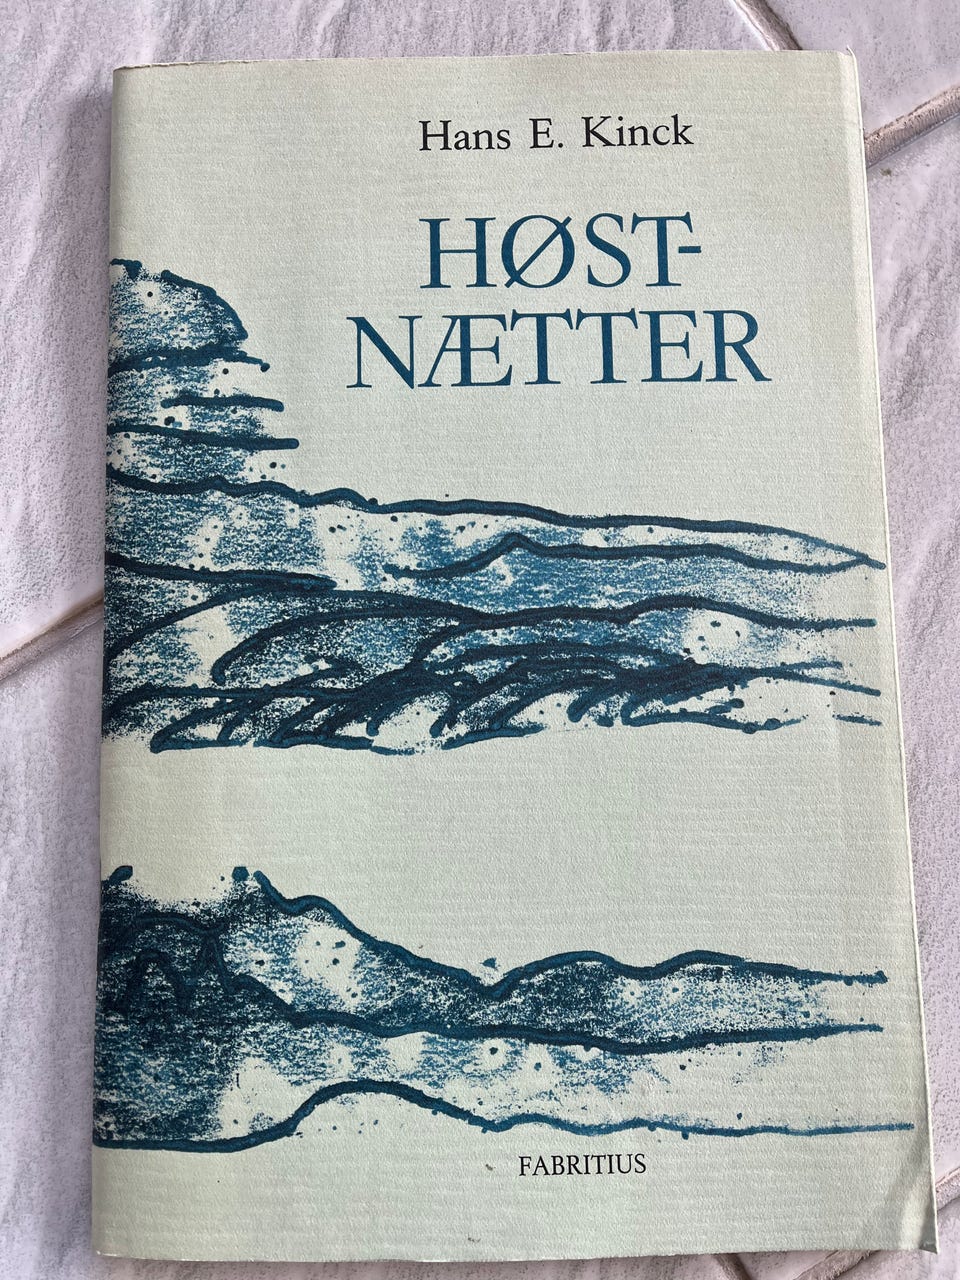 Hans E. Kinck
HØST-
NÆTTER
FABRITIUS